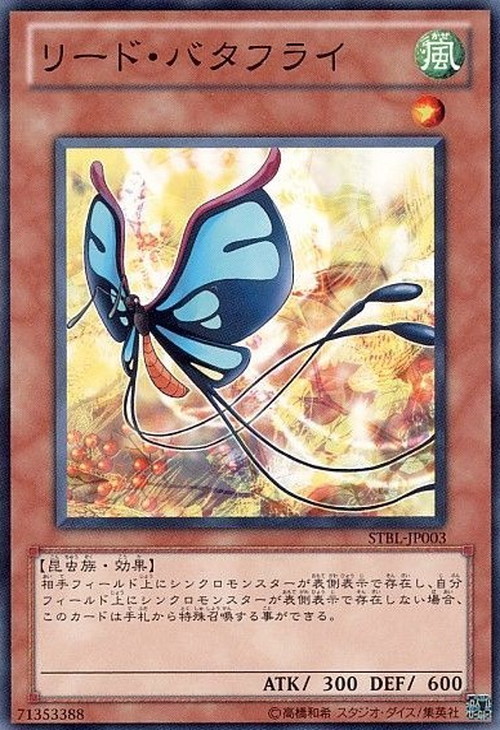 リード・バタフライ
風
STBL-JP003
【昆虫族・効果】
相手フィールド上にシンクロモンスターが表側表示で存在し、自分
フィールド上にシンクロモンスターが表側表示で存在しない場合、
このカードは手札から特殊召喚する事ができる。
ATK/ 300 DEF/ 600
71353388
©高橋和希 スタジオ・ダイス/集英社